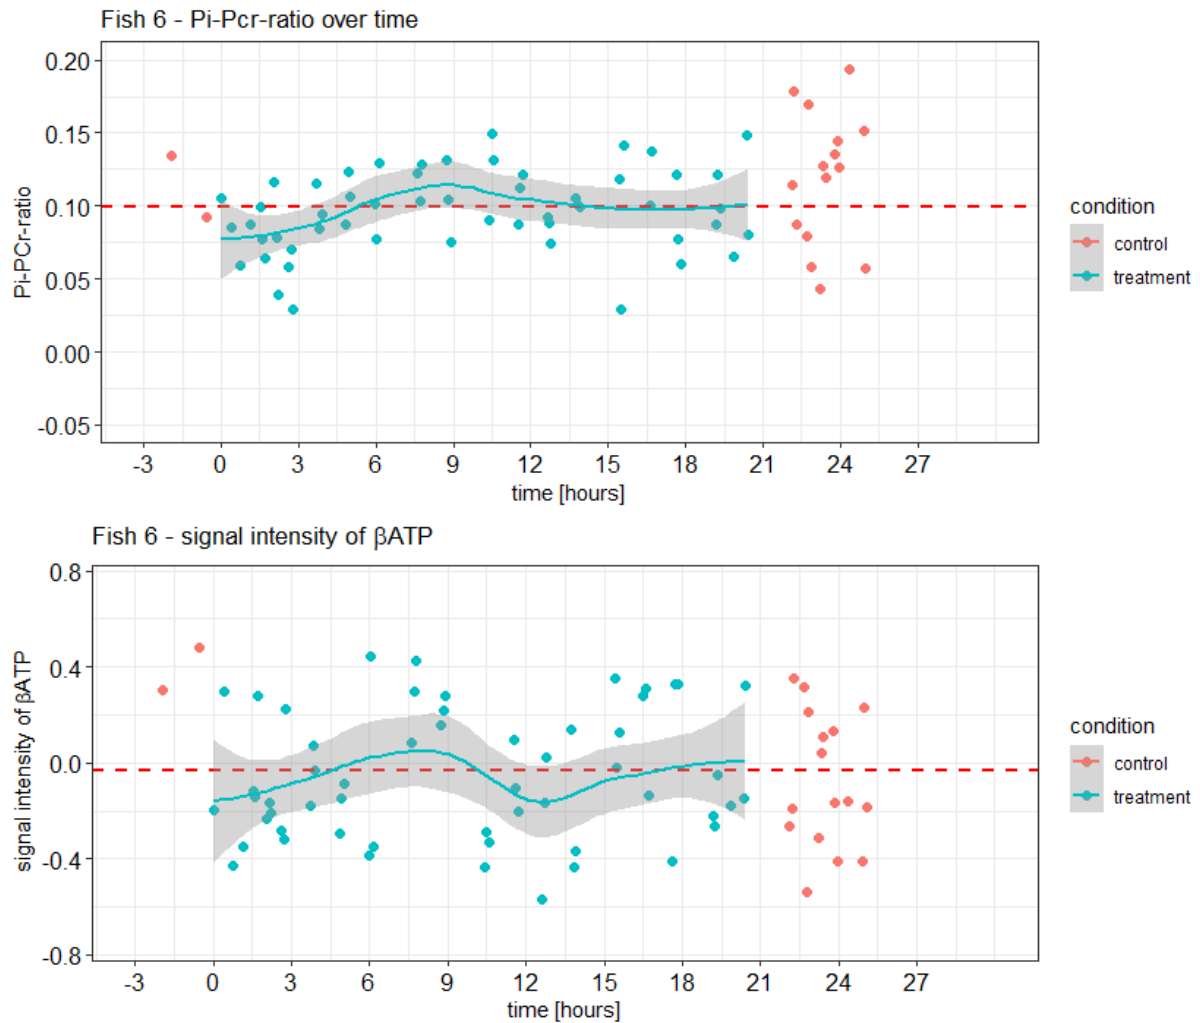 Fish 6 - Pi-Pcr-ratio over time
Pi-PCr-ratio
0.20
0.15
0.10
0.05
0.00
-0.05
-3 0 3 6 9 12 15 18 21 24 27
time [hours]
condition
control
treatment
Fish 6 - signal intensity of βATP
signal intensity of βATP
0.8
0.4
0.0
-0.4
-0.8
-3 0 3 6 9 12 15 18 21 24 27
time [hours]
condition
control
treatment